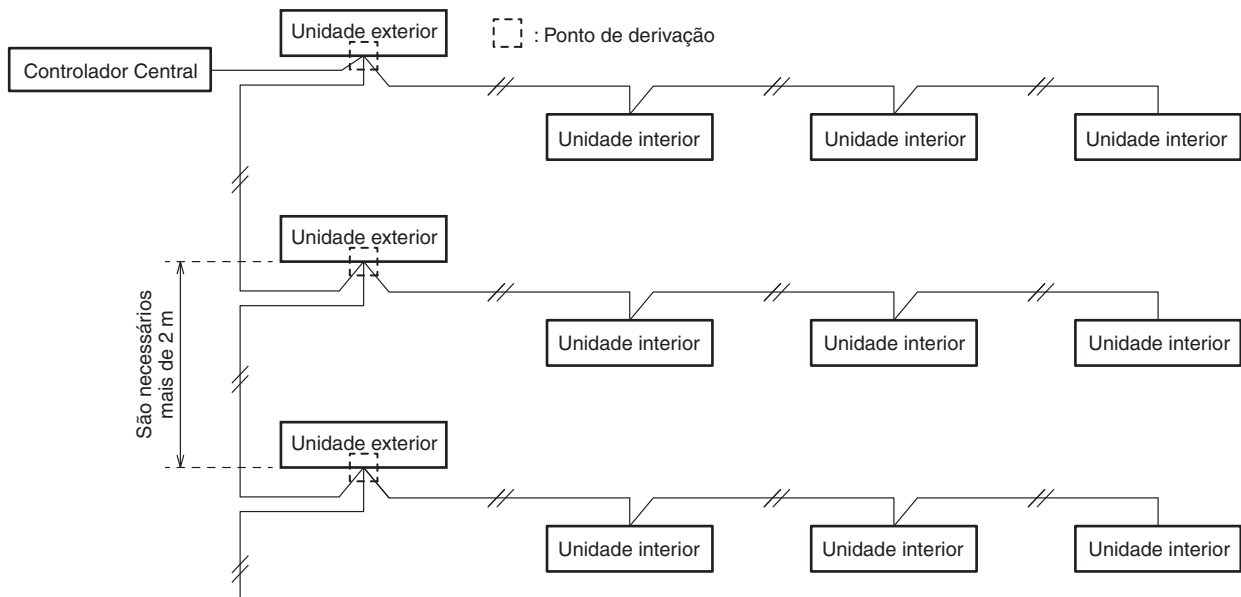 Unidade exterior
: Ponto de derivação
Controlador Central
Unidade interior
Unidade interior
Unidade interior
Unidade exterior
São necessários
mais de 2 m
Unidade interior
Unidade interior
Unidade interior
Unidade exterior
Unidade interior
Unidade interior
Unidade interior